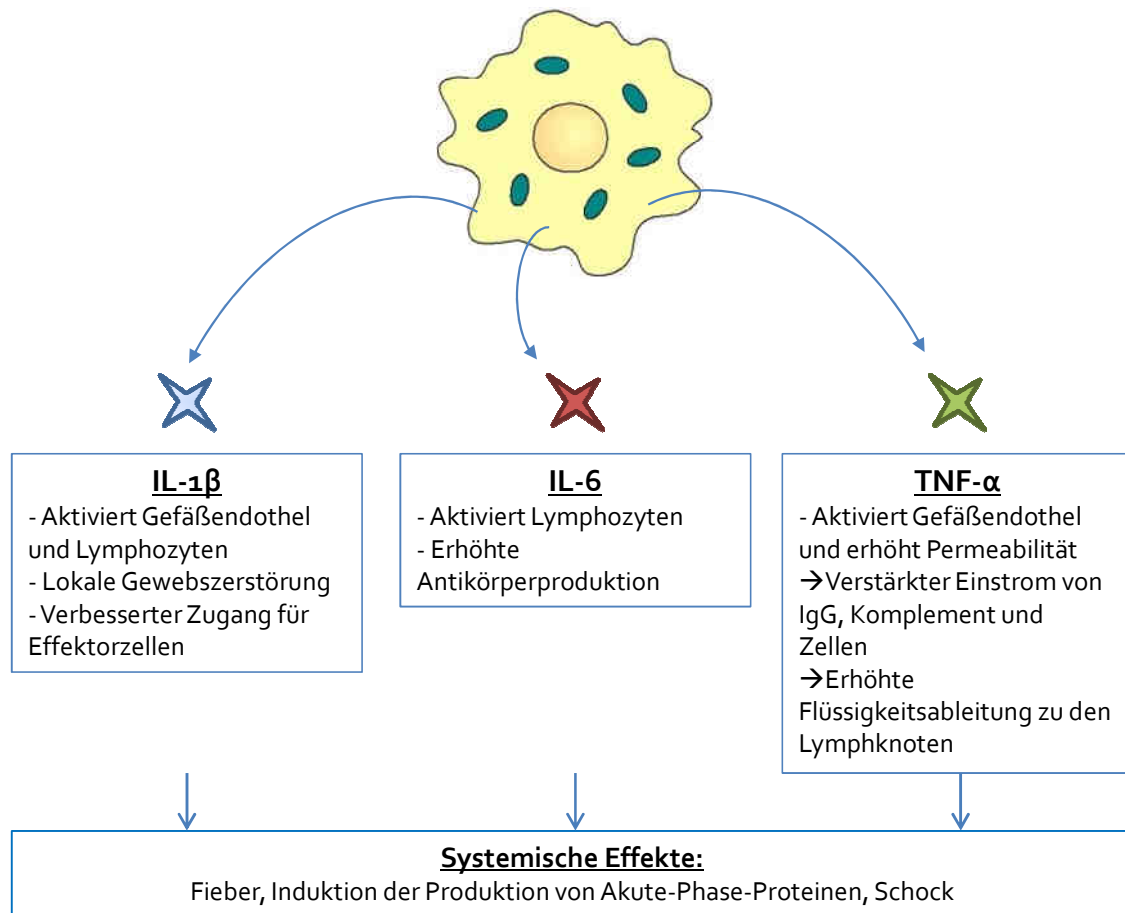 IL-1β
- Aktiviert Gefäßendothel
und Lymphozyten
- Lokale Gewebszerstörung
- Verbesserter Zugang für
Effektorzellen
IL-6
- Aktiviert Lymphozyten
- Erhöhte
Antikörperproduktion
TNF-α
- Aktiviert Gefäßendothel
und erhöht Permeabilität
→Verstärkter Einstrom von
IgG, Komplement und
Zellen
→Erhöhte
Flüssigkeitsableitung zu den
Lymphknoten
Systemische Effekte:
Fieber, Induktion der Produktion von Akute-Phase-Proteinen, Schock